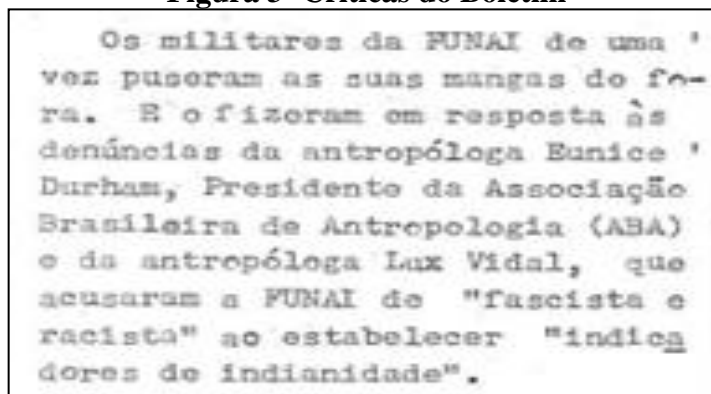 Figura 3- Críticas do Boletim
Os militares da FUNAI de uma '
vez puseram as suas mangas de fo-
ra. E o fizeram em resposta às
denúncias da antropóloga Eunice '
Durham, Presidente da Associação
Brasileira de Antropologia (ABA)
e da antropóloga Lux Vidal, que
acusaram a FUNAI de "fascista e
racista" ao estabelecer "indica
dores de indianidade".